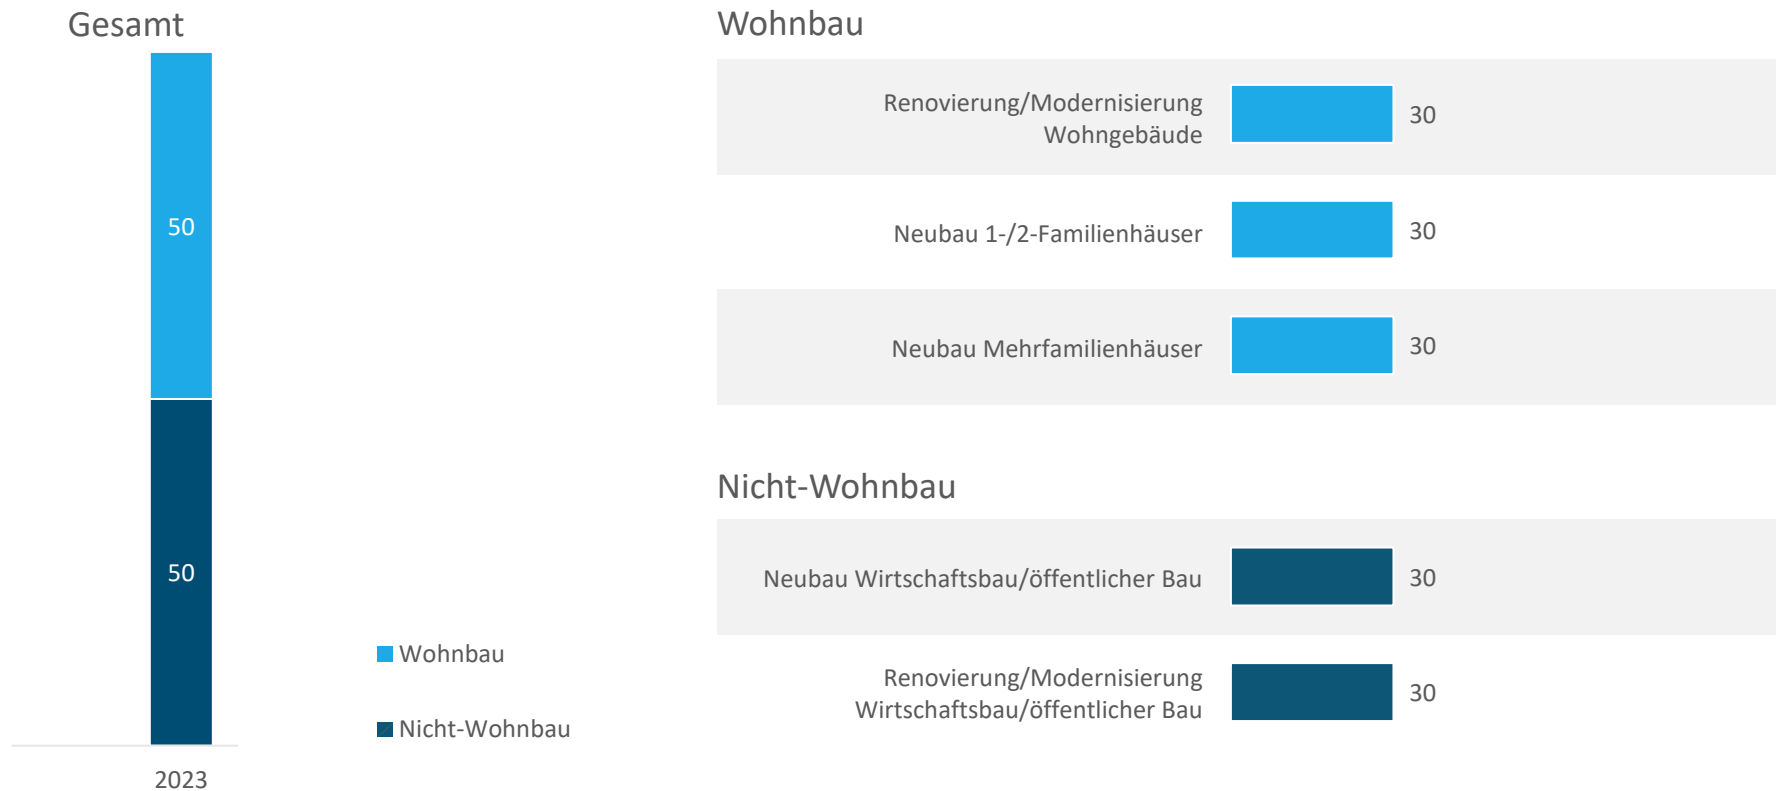 Gesamt
50
50
2023
Wohnbau
Nicht-Wohnbau
Wohnbau
Renovierung/Modernisierung
Wohngebäude
30
Neubau 1-/2-Familienhäuser
30
Neubau Mehrfamilienhäuser
30
Nicht-Wohnbau
Neubau Wirtschaftsbau/öffentlicher Bau
30
Renovierung/Modernisierung
Wirtschaftsbau/öffentlicher Bau
30